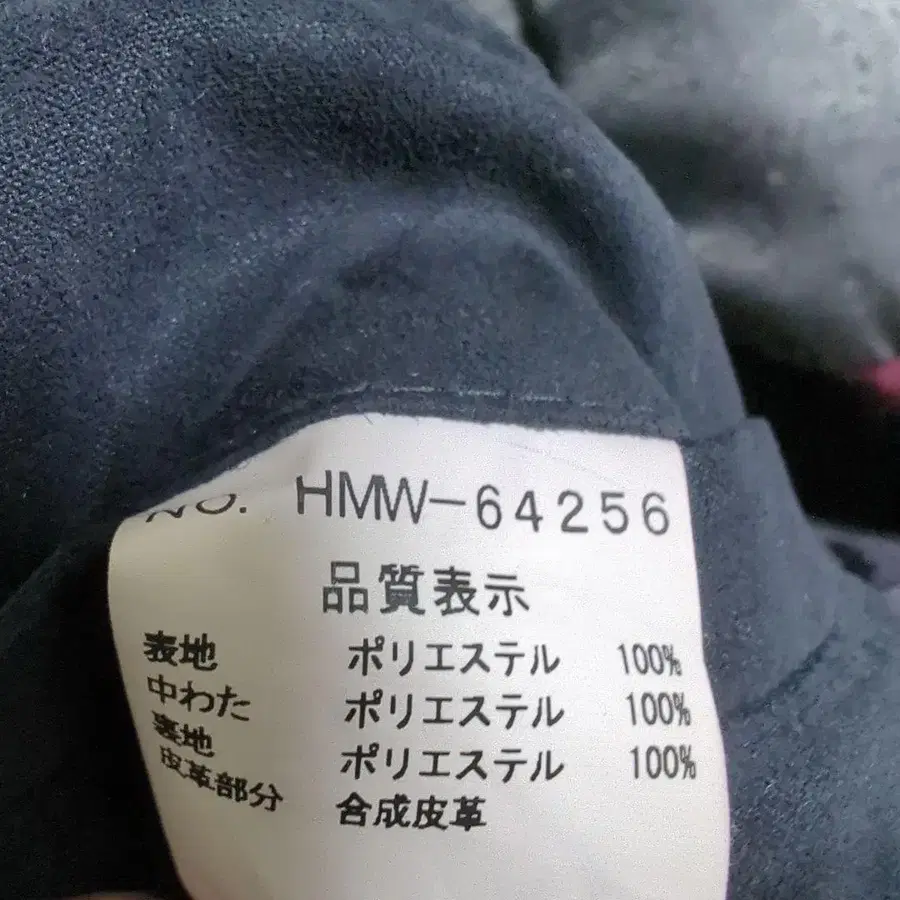 NO. HMW-64256
品質表示
表地 ポリエステル 100%
中わた ポリエステル 100%
裏地 ポリエステル 100%
皮革部分 合成皮革